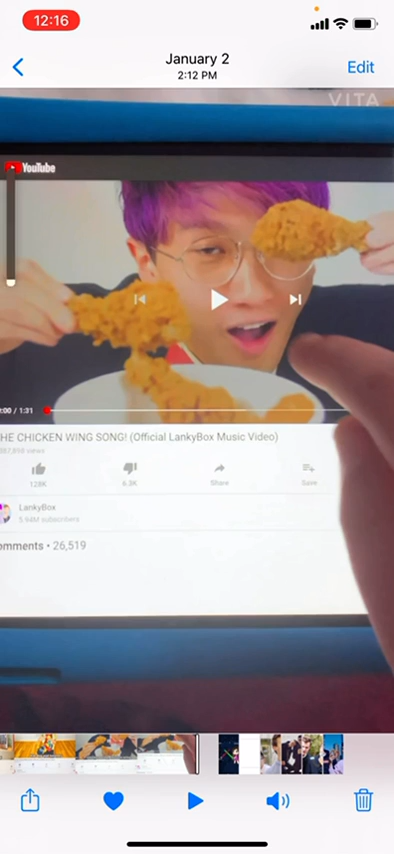 12:16
January 2
2:12 PM
Edit
VITA
YouTube
:00 / 1:31
HE CHICKEN WING SONG! (Official LankyBox Music Video)
views
128K
6.3K
Share
Save
LankyBox
5.94M subscribers
omments • 26,519